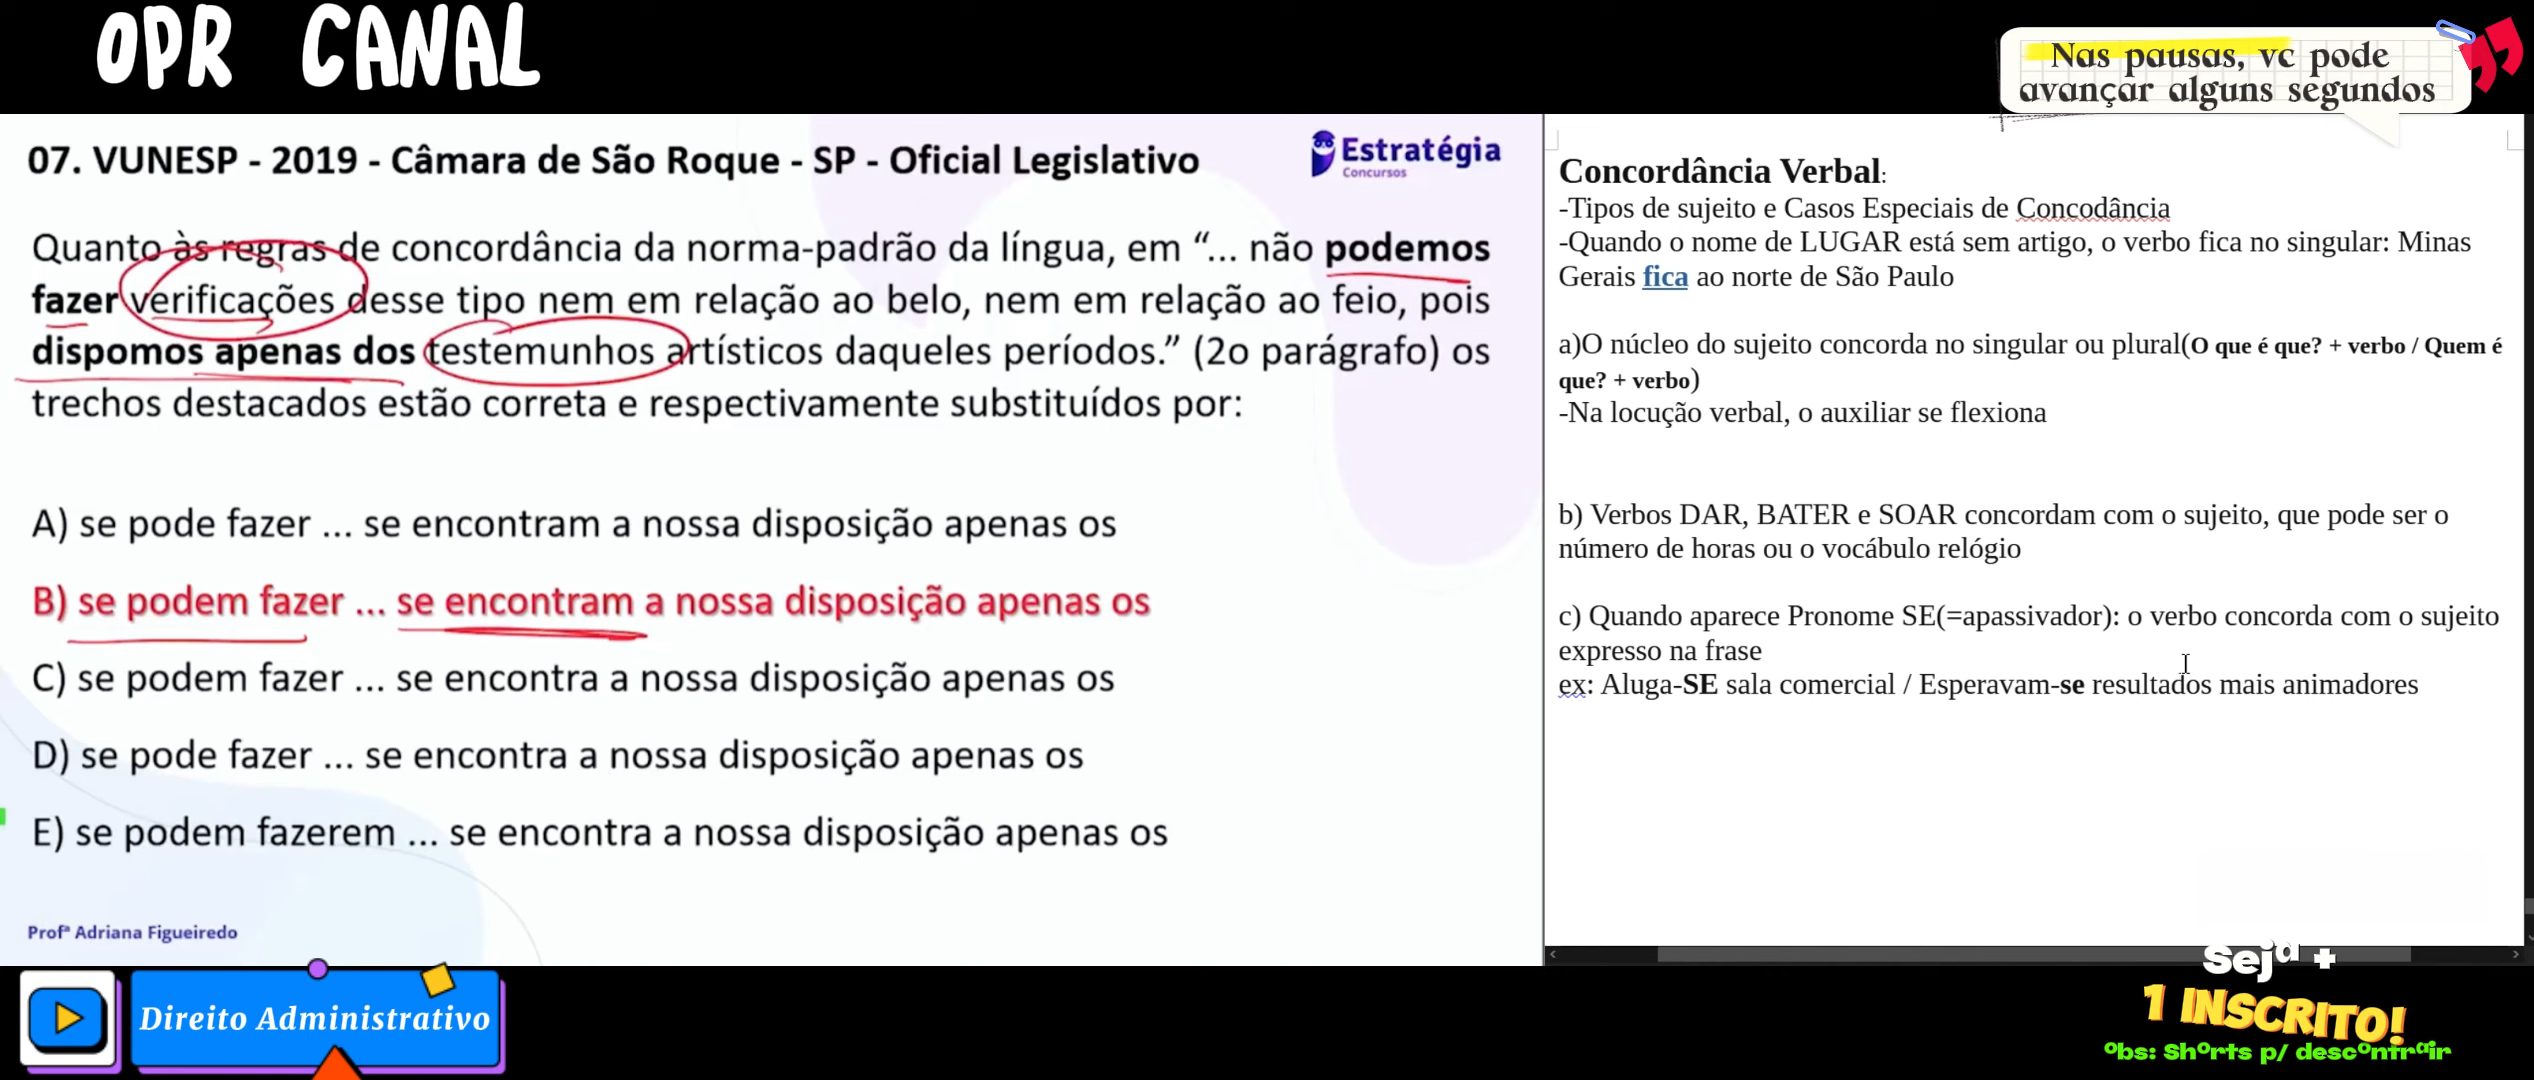 OPR CANAL
Nas pausas, vc pode
avançar alguns segundos
07. VUNESP - 2019 - Câmara de São Roque - SP - Oficial Legislativo
Estratégia
Concursos
Quanto às regras de concordância da norma-padrão da língua, em “... não podemos
fazer verificações desse tipo nem em relação ao belo, nem em relação ao feio, pois
dispomos apenas dos testemunhos artísticos daqueles períodos.” (2o parágrafo) os
trechos destacados estão correta e respectivamente substituídos por:
A) se pode fazer ... se encontram a nossa disposição apenas os
B) se podem fazer ... se encontram a nossa disposição apenas os
C) se podem fazer ... se encontra a nossa disposição apenas os
D) se pode fazer ... se encontra a nossa disposição apenas os
E) se podem fazerem ... se encontra a nossa disposição apenas os
Profª Adriana Figueiredo
Concordância Verbal:
-Tipos de sujeito e Casos Especiais de Concodância
-Quando o nome de LUGAR está sem artigo, o verbo fica no singular: Minas
Gerais fica ao norte de São Paulo
a)O núcleo do sujeito concorda no singular ou plural(O que é que? + verbo / Quem é
que? + verbo)
-Na locução verbal, o auxiliar se flexiona
b) Verbos DAR, BATER e SOAR concordam com o sujeito, que pode ser o
número de horas ou o vocábulo relógio
c) Quando aparece Pronome SE(=apassivador): o verbo concorda com o sujeito
expresso na frase
ex: Aluga-SE sala comercial / Esperavam-se resultados mais animadores
Direito Administrativo
Seja +
1 INSCRITO!
obs: Shorts p/ descontrair